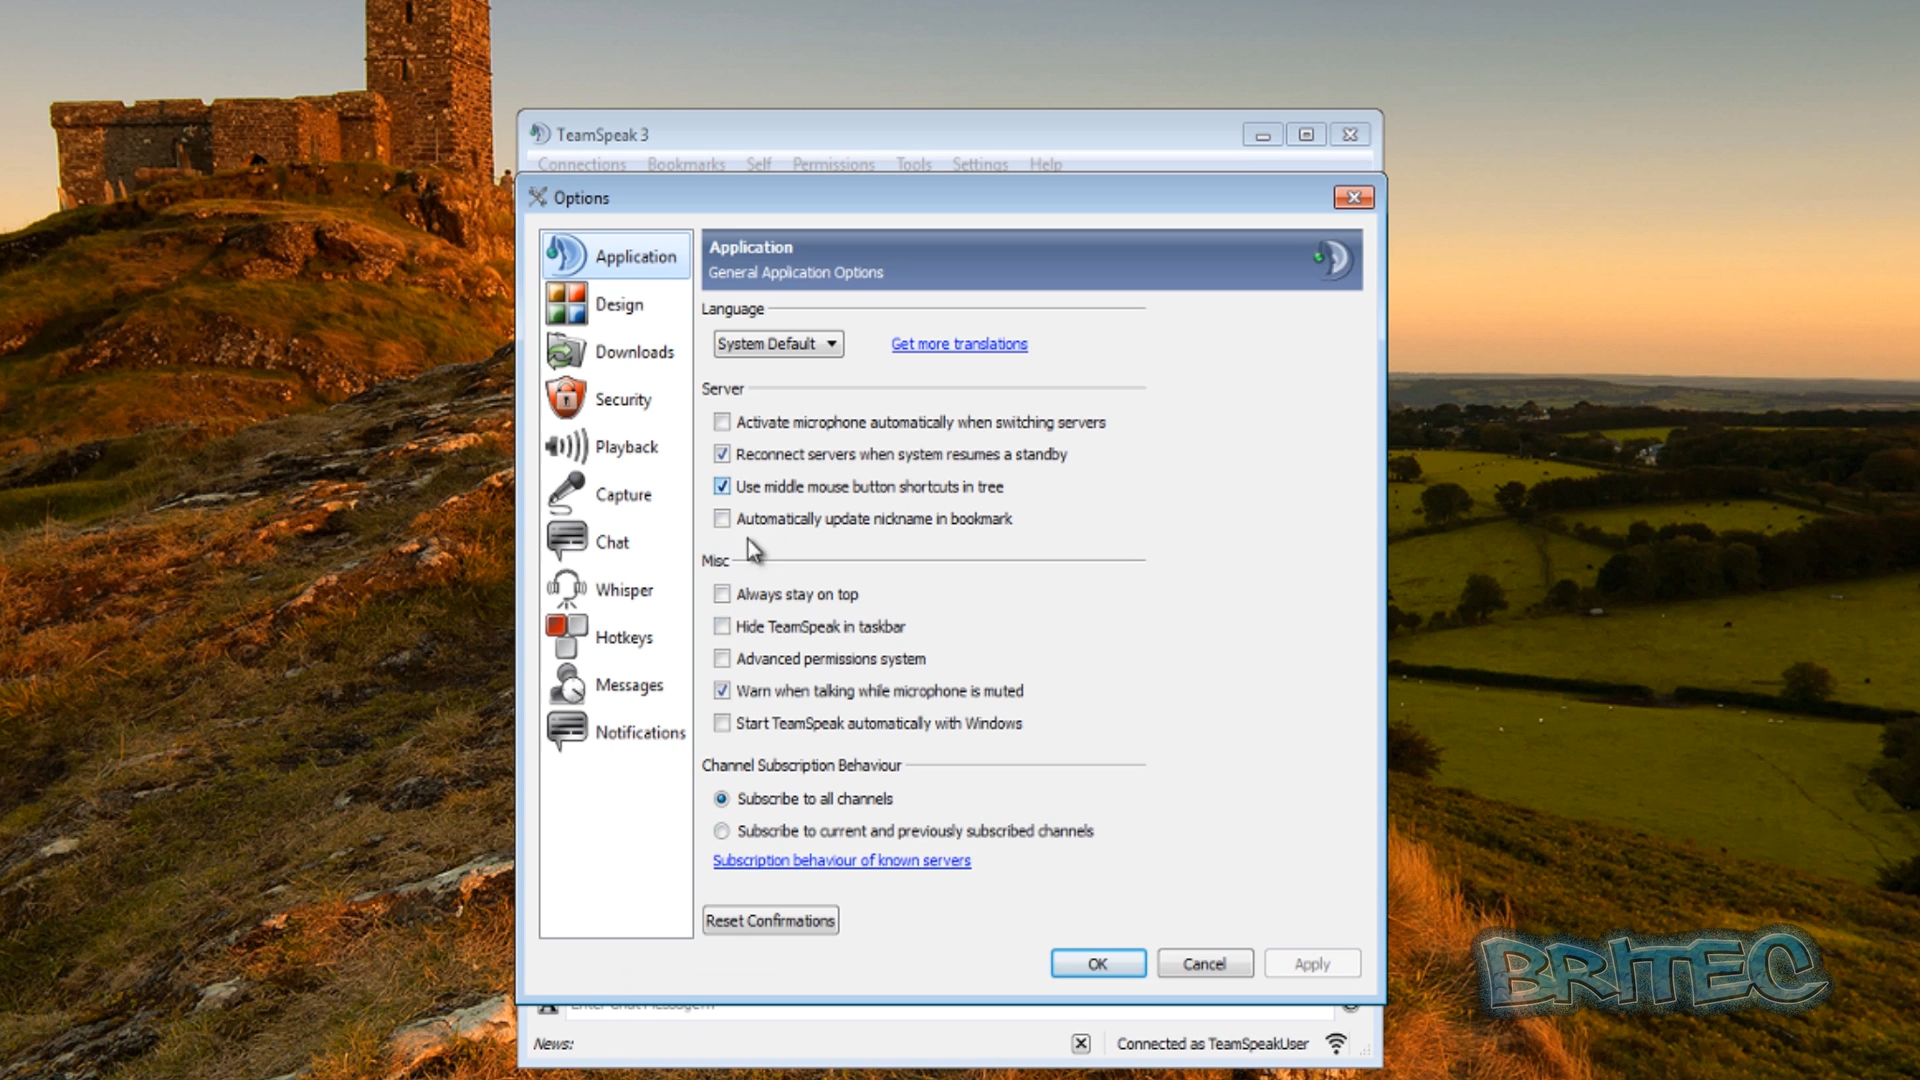 TeamSpeak 3
Connections Bookmarks Self Permissions Tools Settings Help
Options
Application
Design
Downloads
Security
Playback
Capture
Chat
Whisper
Hotkeys
Messages
Notifications
Application
General Application Options
Language
System Default
Get more translations
Server
Activate microphone automatically when switching servers
Reconnect servers when system resumes a standby
Use middle mouse button shortcuts in tree
Automatically update nickname in bookmark
Misc
Always stay on top
Hide TeamSpeak in taskbar
Advanced permissions system
Warn when talking while microphone is muted
Start TeamSpeak automatically with Windows
Channel Subscription Behaviour
Subscribe to all channels
Subscribe to current and previously subscribed channels
Subscription behaviour of known servers
Reset Confirmations
OK Cancel Apply
Enter Chat Message...
News:
Connected as TeamSpeakUser
BRITEC